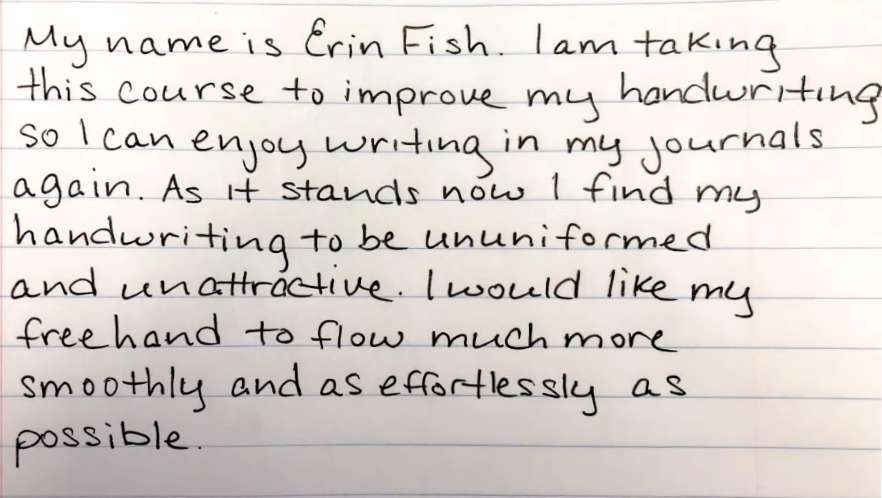 My name is Erin Fish. I am taking
this course to improve my handwriting
so I can enjoy writing in my journals
again. As it stands now I find my
handwriting to be ununiformed
and unattractive. I would like my
freehand to flow much more
smoothly and as effortlessly as
possible.